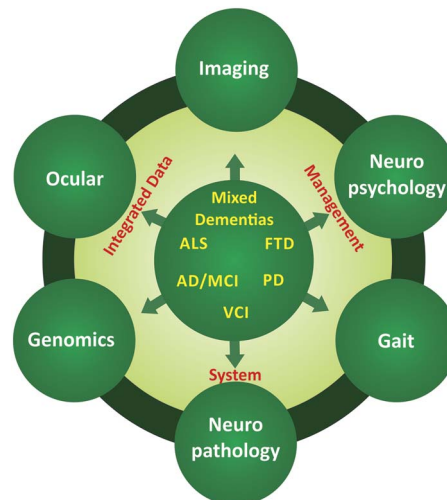 Imaging
Neuro
psychology
Ocular
Integrated Data
Management
Mixed
Dementias
ALS
FTD
AD/MCI
PD
VCI
Genomics
Gait
System
Neuro
pathology